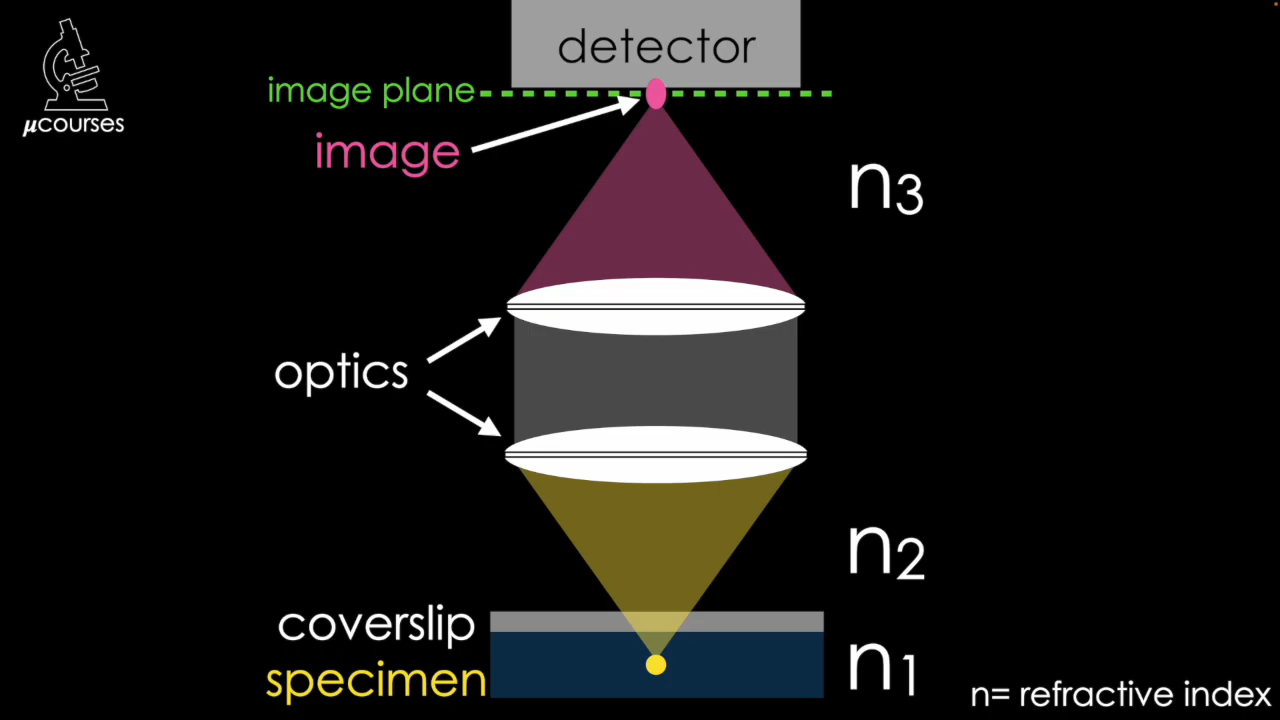 detector
image plane
µcourses
image
n3
optics
n2
coverslip
specimen
n1
n= refractive index